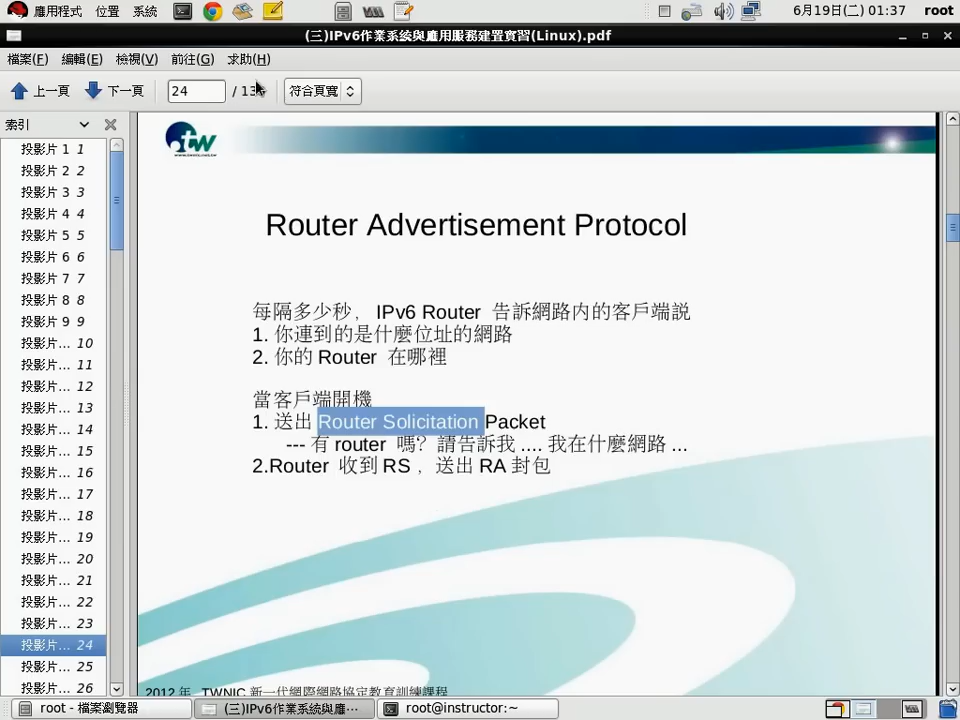 應用程式 位置 系統 6月19日(二) 01:37 root
(三)IPv6作業系統與應用服務建置實習(Linux).pdf
檔案(F) 編輯(E) 檢視(V) 前往(G) 求助(H)
上一頁 下一頁 24 符合頁寬
索引
投影片 1 1
投影片 2 2
投影片 3 3
投影片 4 4
投影片 5 5
投影片 6 6
投影片 7 7
投影片 8 8
投影片 9 9
投影片... 10
投影片... 11
投影片... 12
投影片... 13
投影片... 14
投影片... 15
投影片... 16
投影片... 17
投影片... 18
投影片... 19
投影片... 20
投影片... 21
投影片... 22
投影片... 23
投影片... 24
投影片... 25
投影片... 26
tw
Router Advertisement Protocol
每隔多少秒， IPv6 Router 告訴網路內的客戶端說
1. 你連到的是什麼位址的網路
2. 你的 Router 在哪裡
當客戶端開機
1. 送出 Router Solicitation Packet
--- 有 router 嗎? 請告訴我 .... 我在什麼網路 ...
2.Router 收到 RS ，送出 RA 封包
2012 年 TWNIC 新一代網際網路協定教育訓練課程
root - 檔案瀏覽器 (三)IPv6作業系統與應… root@instructor:~